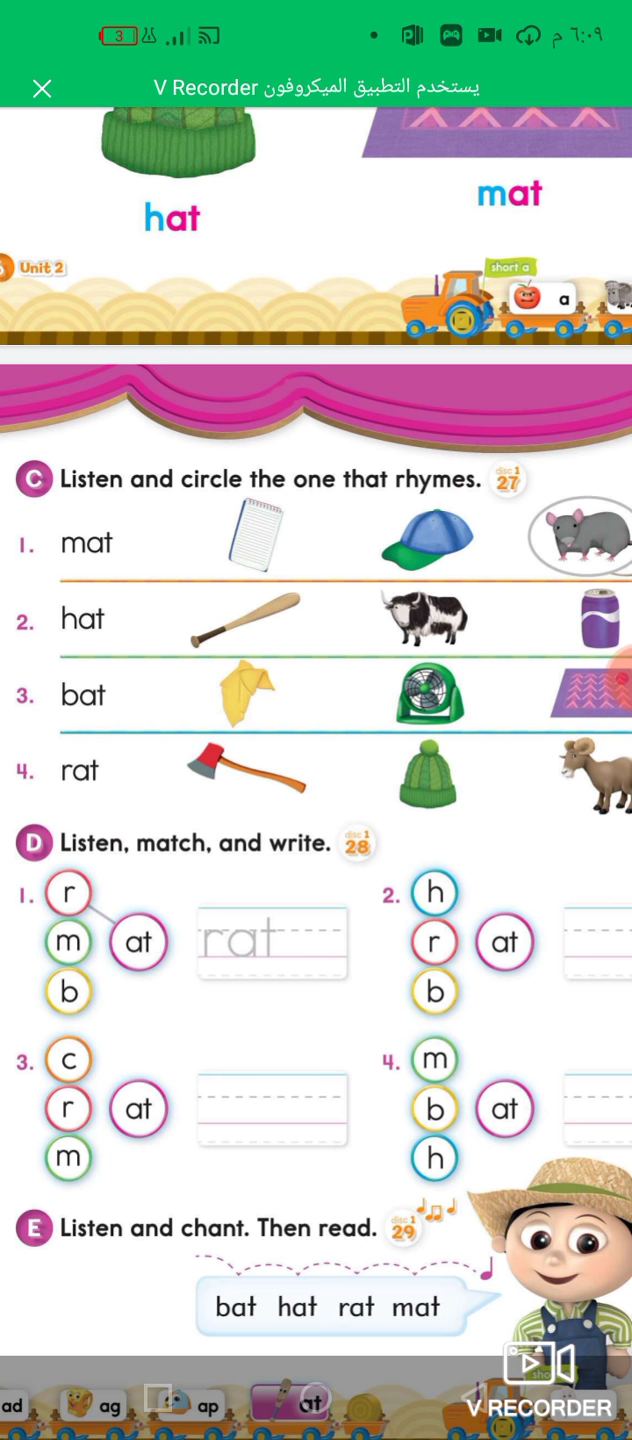 3
م ٦:٠٩
يستخدم التطبيق الميكروفون V Recorder
hat
mat
Unit 2
short a
a
C Listen and circle the one that rhymes. disc 1 27
1. mat
2. hat
3. bat
4. rat
D Listen, match, and write. disc 1 28
1. r
m at rat
b
2. h
r at
b
3. c
r at
m
4. m
b at
h
E Listen and chant. Then read. disc 1 29
bat hat rat mat
ad ag ap at
V RECORDER